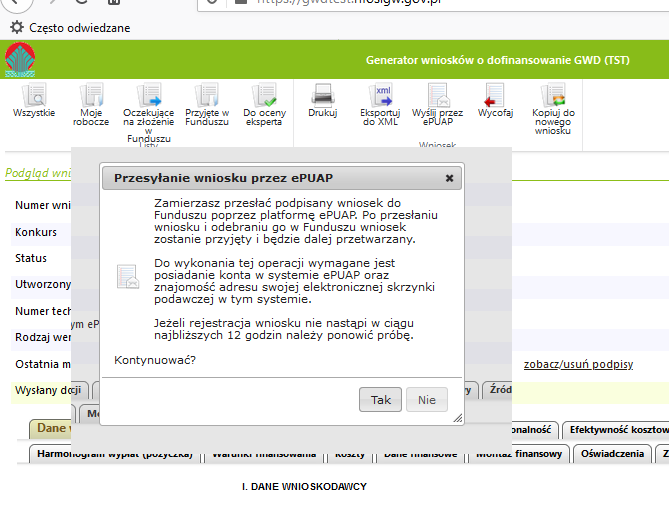 Często odwiedzane
Generator wniosków o dofinansowanie GWD (TST)
Wszystkie
Moje
robocze
Oczekujące
na złożenie
w
Funduszu
Przyjęte w
Funduszu
Do oceny
eksperta
Drukuj
Eksportuj
do XML
Wyślij przez
ePUAP
Wycofaj
Kopiuj do
nowego
wniosku
Listy
Wniosek
Podgląd wni
Przesyłanie wniosku przez ePUAP
Zamierzasz przesłać podpisany wniosek do
Funduszu poprzez platformę ePUAP. Po przesłaniu
wniosku i odebraniu go w Funduszu wniosek
zostanie przyjęty i będzie dalej przetwarzany.
Do wykonania tej operacji wymagane jest
posiadanie konta w systemie ePUAP oraz
znajomość adresu swojej elektronicznej skrzynki
podawczej w tym systemie.
Jeżeli rejestracja wniosku nie nastąpi w ciągu
najbliższych 12 godzin należy ponowić próbę.
Kontynuować?
Tak
Nie
Numer wni
Konkurs
Status
Utworzony
Numer tech
ym eP
Rodzaj wer
Ostatnia m
zobacz/usuń podpisy
Wysłany do
cji
y
Źród
Me
Dane w
onalność
Efektywność kosztow
Harmonogram wypłat (pożyczka)
Warunki finansowania
Koszty
Dane finansowe
Montaż finansowy
Oświadczenia
Z
I. DANE WNIOSKODAWCY